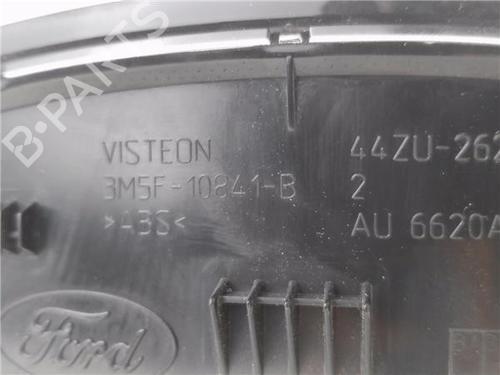 B-PARTS
VISTEON 44ZU-262
3M5F-10841-B 2
>ABS< AU 6620A
Ford